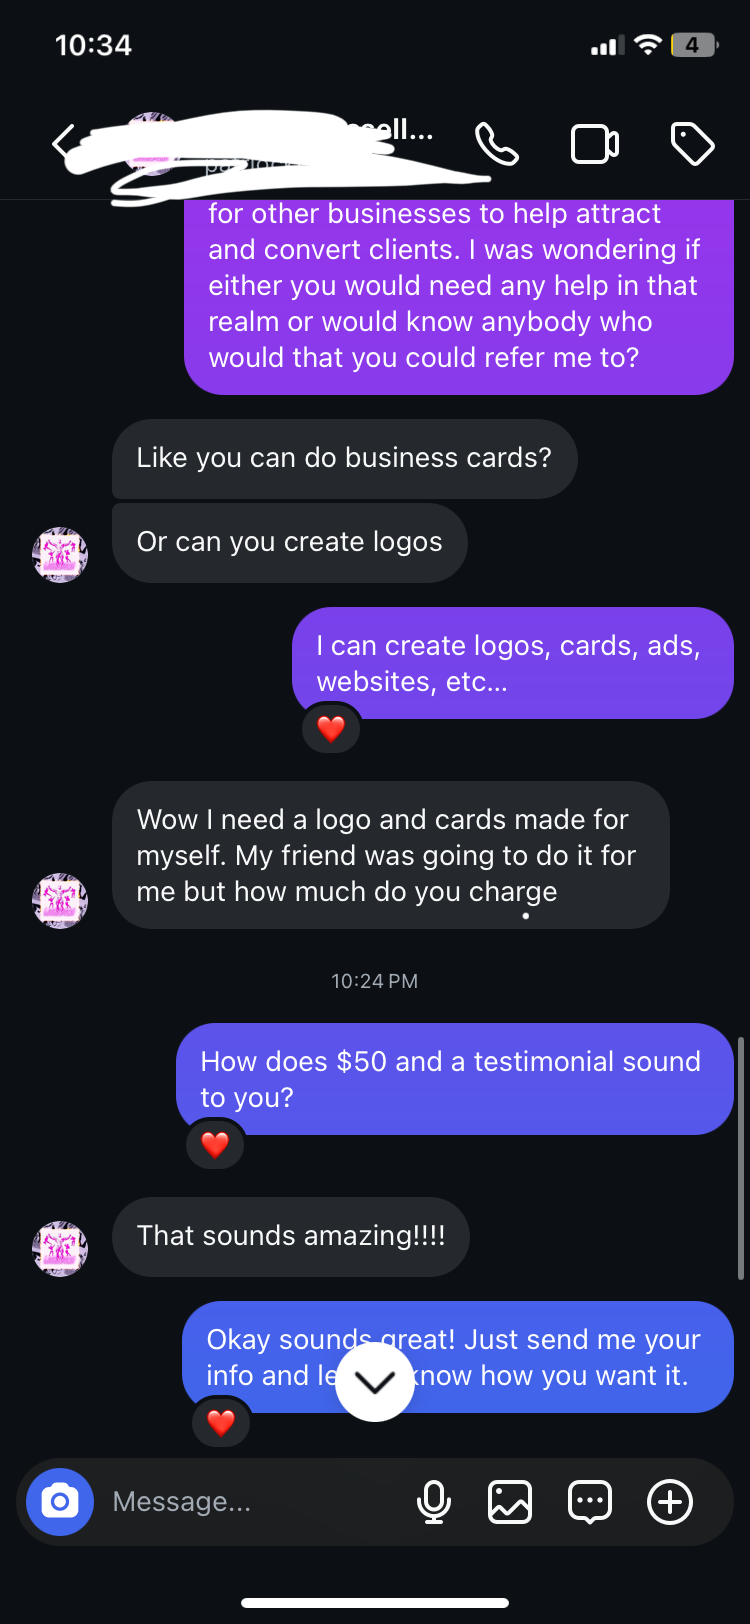 10:34
4
for other businesses to help attract
and convert clients. I was wondering if
either you would need any help in that
realm or would know anybody who
would that you could refer me to?
Like you can do business cards?
Or can you create logos
I can create logos, cards, ads,
websites, etc...
Wow I need a logo and cards made for
myself. My friend was going to do it for
me but how much do you charge
10:24 PM
How does $50 and a testimonial sound
to you?
That sounds amazing!!!!
Okay sounds great! Just send me your
info and know how you want it.
Message...